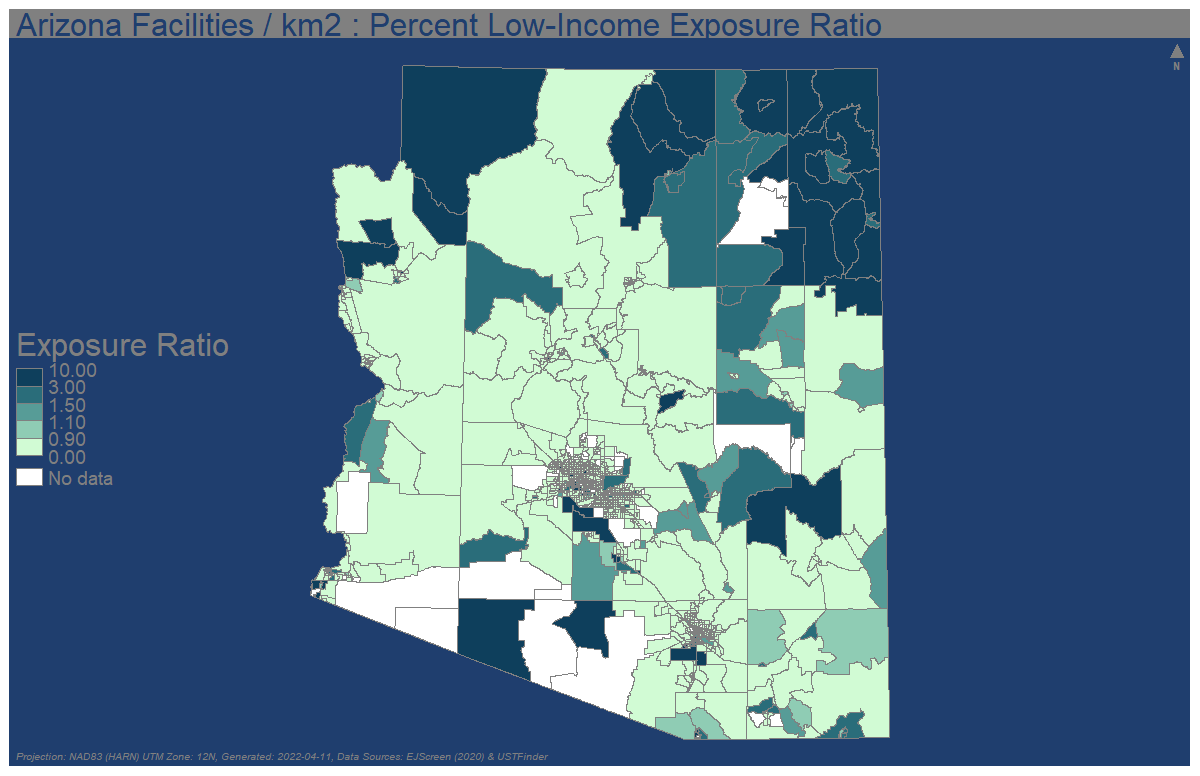 Arizona Facilities / km2 : Percent Low-Income Exposure Ratio
N
Exposure Ratio
10.00
3.00
1.50
1.10
0.90
0.00
No data
Projection: NAD83 (HARN) UTM Zone: 12N, Generated: 2022-04-11, Data Sources: EJScreen (2020) & USTFinder